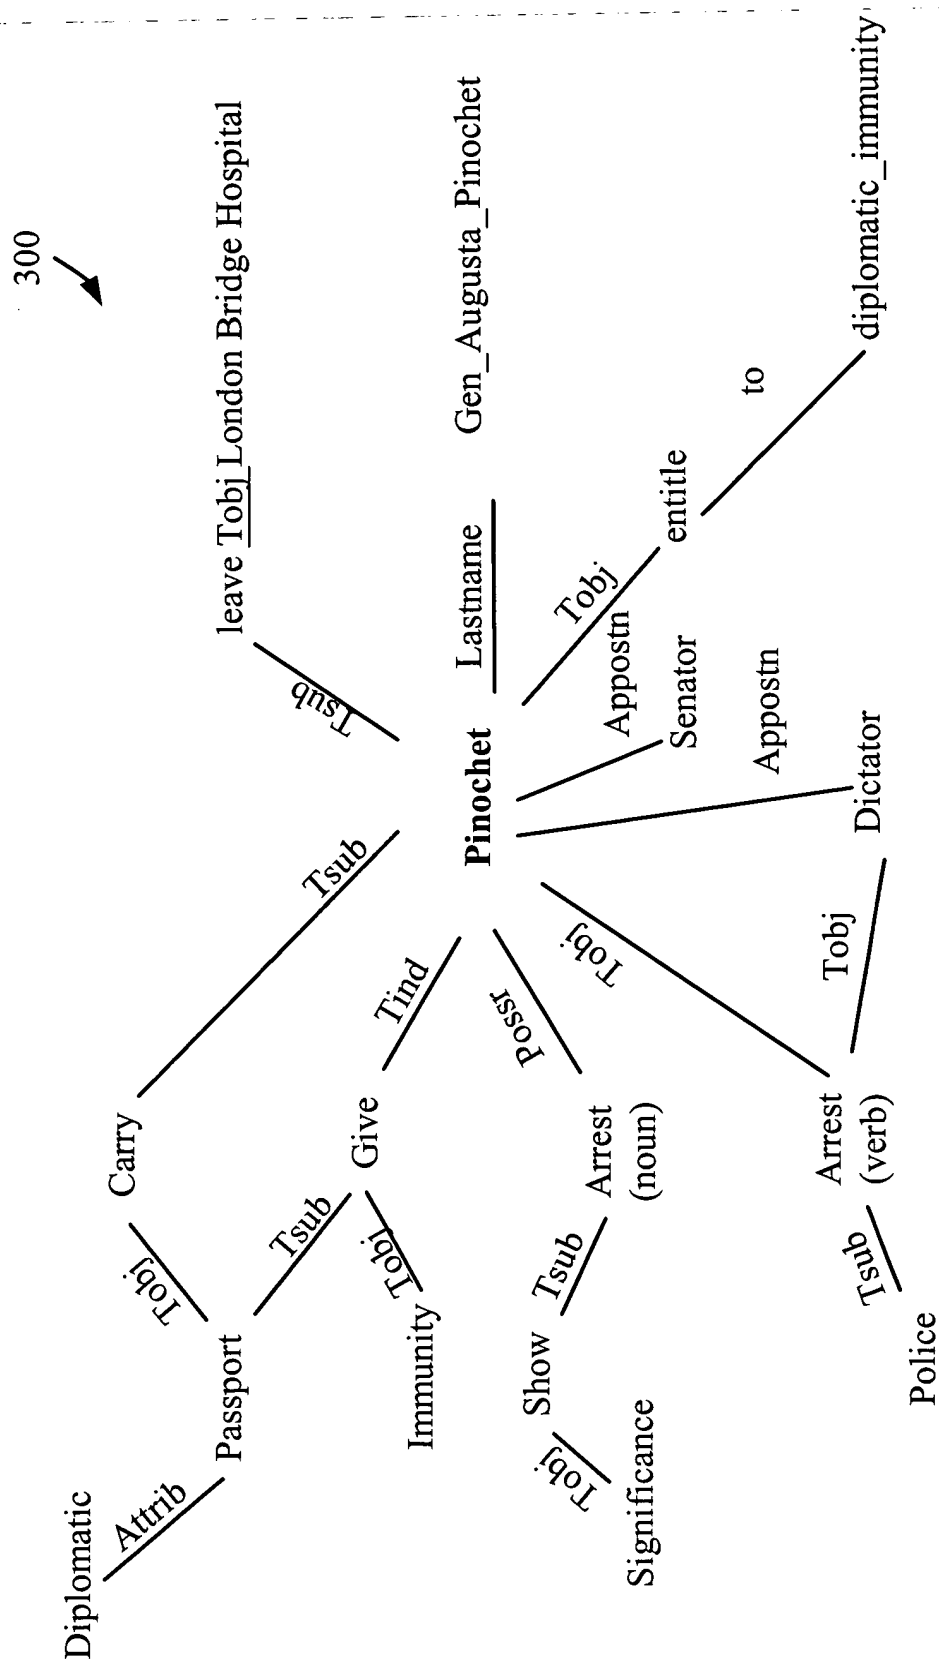 300
leave Tobj London Bridge Hospital
Tsub
Lastname
Gen_Augusta_Pinochet
Tobj
entitle
to
diplomatic_immunity
Appostn
Senator
Appostn
Dictator
Pinochet
Tsub
Carry
Tobj
Passport
Attrib
Diplomatic
Tind
Give
Tsub
Tobj
Immunity
Possr
Arrest
(noun)
Tsub
Show
Tobj
Significance
Tobj
Tobj
Arrest
(verb)
Tsub
Police